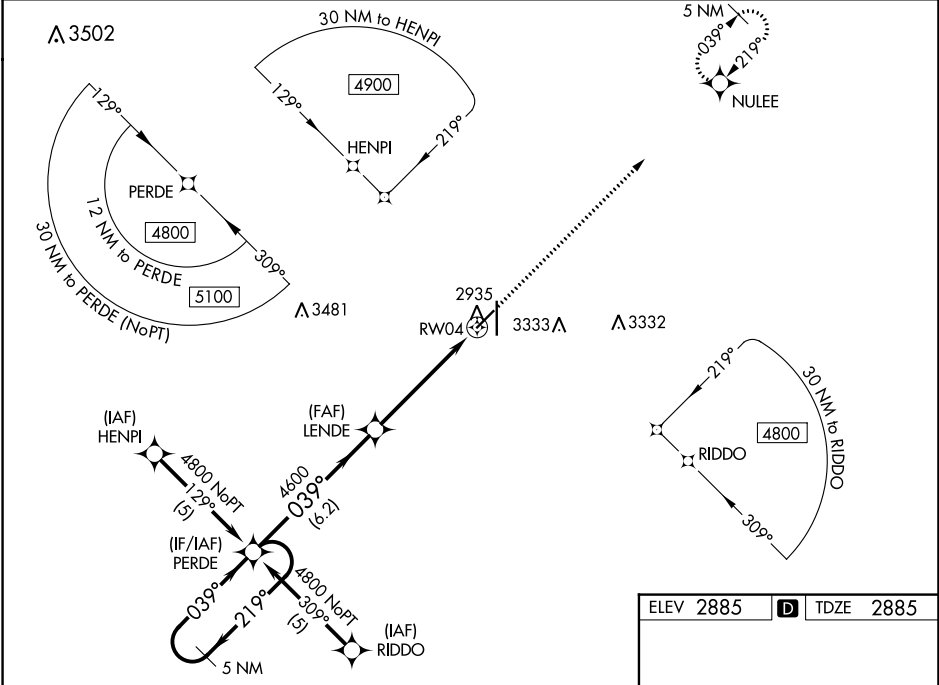 3502
30 NM to HENPI
4900
129°
219°
HENPI
5 NM
039°
219°
NULEE
129°
PERDE
4800
12 NM to PERDE
5100
309°
30 NM to PERDE (NoPT)
3481
2935
RW04
3333
3332
219°
30 NM to RIDDO
4800
RIDDO
309°
(IAF)
HENPI
4800 NoPT
129°
(5)
(FAF)
LENDE
4600
039°
(6.2)
(IF/IAF)
PERDE
039°
219°
5 NM
4800 NoPT
309°
(5)
(IAF)
RIDDO
ELEV 2885 D TDZE 2885